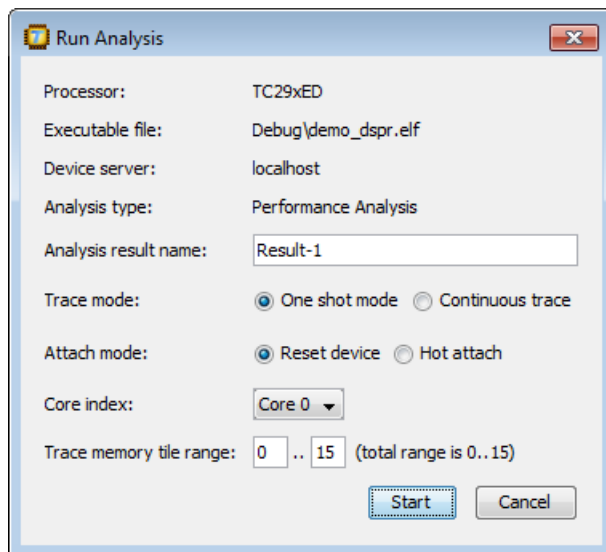 Run Analysis
Processor: TC29xED
Executable file: Debug\demo_dspr.elf
Device server: localhost
Analysis type: Performance Analysis
Analysis result name: Result-1
Trace mode: One shot mode Continuous trace
Attach mode: Reset device Hot attach
Core index: Core 0
Trace memory tile range: 0 .. 15 (total range is 0..15)
Start Cancel